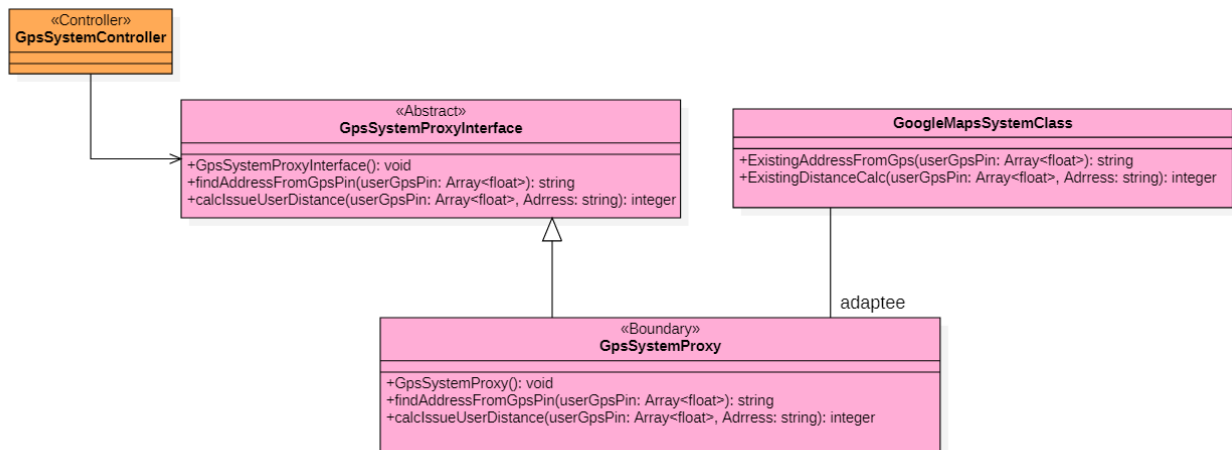 «Controller»
GpsSystemController
«Abstract»
GpsSystemProxyInterface
+GpsSystemProxyInterface(): void
+findAddressFromGpsPin(userGpsPin: Array<float>): string
+calcIssueUserDistance(userGpsPin: Array<float>, Adrress: string): integer
GoogleMapsSystemClass
+ExistingAddressFromGps(userGpsPin: Array<float>): string
+ExistingDistanceCalc(userGpsPin: Array<float>, Adrress: string): integer
adaptee
«Boundary»
GpsSystemProxy
+GpsSystemProxy(): void
+findAddressFromGpsPin(userGpsPin: Array<float>): string
+calcIssueUserDistance(userGpsPin: Array<float>, Adrress: string): integer